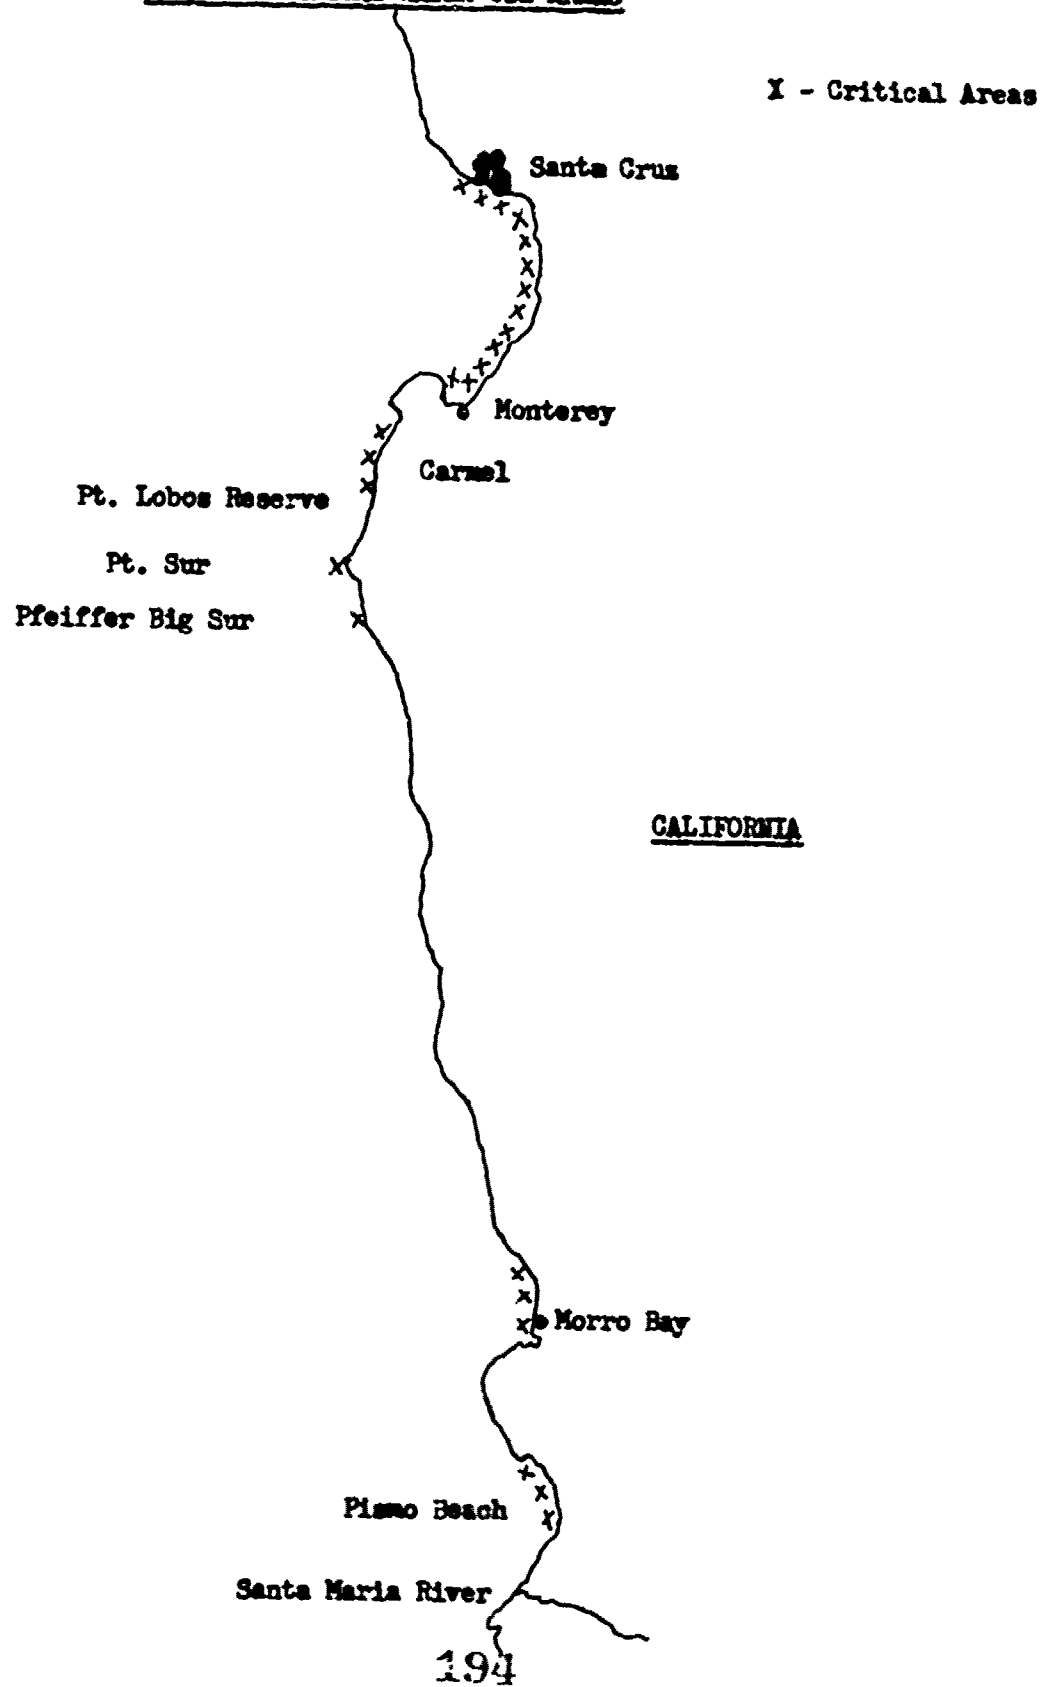 X - Critical Areas
Santa Cruz
Monterey
Carmel
Pt. Lobos Reserve
Pt. Sur
Pfeiffer Big Sur
CALIFORNIA
Morro Bay
Pismo Beach
Santa Maria River
194